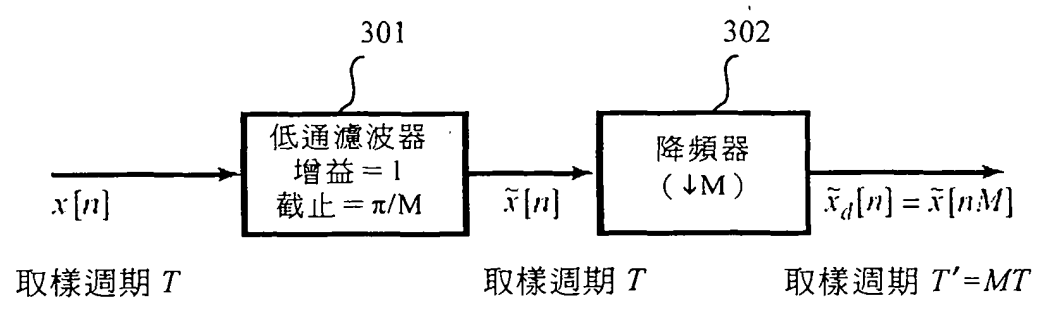 301
302
低通濾波器
增益 = 1
截止 = π/M
降頻器
(↓M)
x[n]
x̃[n]
x̃_d[n] = x̃[nM]
取樣週期 T
取樣週期 T
取樣週期 T′=MT